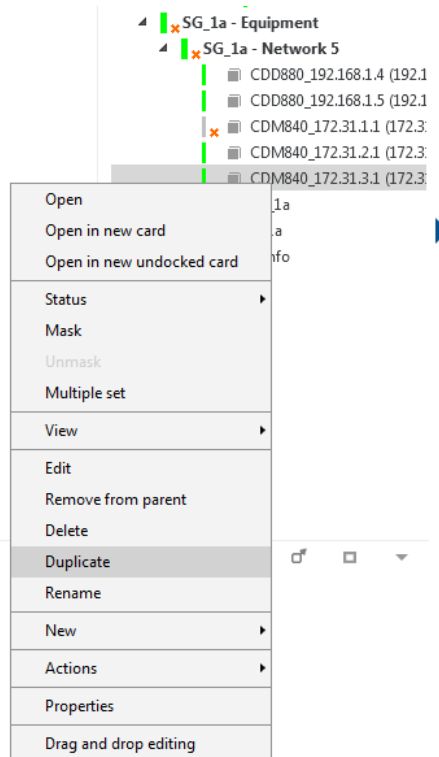 SG_1a - Equipment
SG_1a - Network 5
CDD880_192.168.1.4 (192.1
CDD880_192.168.1.5 (192.1
CDM840_172.31.1.1 (172.3
CDM840_172.31.2.1 (172.3
CDM840_172.31.3.1 (172.3
_1a
Open
Open in new card
Open in new undocked card
Status
Mask
Unmask
Multiple set
View
Edit
Remove from parent
Delete
Duplicate
Rename
New
Actions
Properties
Drag and drop editing